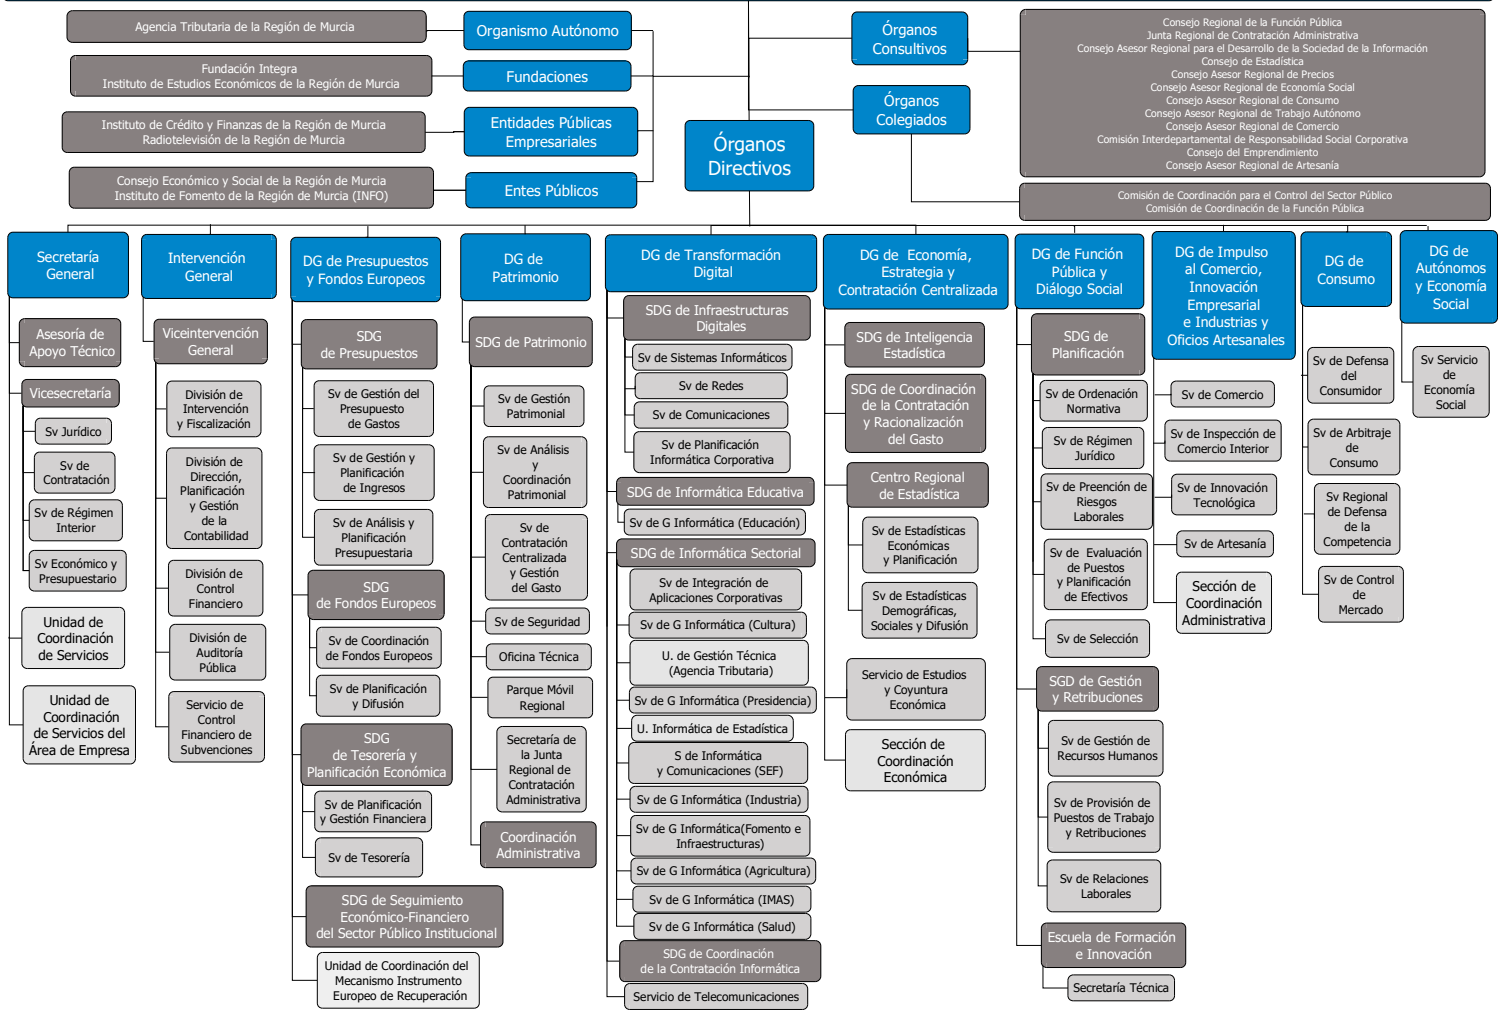 Agencia Tributaria de la Región de Murcia
Organismo Autónomo
Fundación Integra
Instituto de Estudios Económicos de la Región de Murcia
Fundaciones
Instituto de Crédito y Finanzas de la Región de Murcia
Radiotelevisión de la Región de Murcia
Entidades Públicas
Empresariales
Consejo Económico y Social de la Región de Murcia
Instituto de Fomento de la Región de Murcia (INFO)
Entes Públicos
Órganos
Directivos
Órganos
Consultivos
Consejo Regional de la Función Pública
Junta Regional de Contratación Administrativa
Consejo Asesor Regional para el Desarrollo de la Sociedad de la Información
Consejo de Estadística
Consejo Asesor Regional de Precios
Consejo Asesor Regional de Economía Social
Consejo Asesor Regional de Consumo
Consejo Asesor Regional de Trabajo Autónomo
Consejo Asesor Regional de Comercio
Comisión Interdepartamental de Responsabilidad Social Corporativa
Consejo del Emprendimiento
Consejo Asesor Regional de Artesanía
Órganos
Colegiados
Comisión de Coordinación para el Control del Sector Público
Comisión de Coordinación de la Función Pública
Secretaría
General
Asesoría de
Apoyo Técnico
Vicesecretaría
Sv Jurídico
Sv de
Contratación
Sv de Régimen
Interior
Sv Económico y
Presupuestario
Unidad de
Coordinación
de Servicios
Unidad de
Coordinación
de Servicios del
Área de Empresa
Intervención
General
Viceintervención
General
División de
Intervención
y Fiscalización
División de
Dirección,
Planificación
y Gestión
de la
Contabilidad
División de
Control
Financiero
División de
Auditoría
Pública
Servicio de
Control
Financiero de
Subvenciones
DG de Presupuestos
y Fondos Europeos
SDG
de Presupuestos
Sv de Gestión del
Presupuesto
de Gastos
Sv de Gestión y
Planificación
de Ingresos
Sv de Análisis y
Planificación
Presupuestaria
SDG
de Fondos Europeos
Sv de Coordinación
de Fondos Europeos
Sv de Planificación
y Difusión
SDG
de Tesorería y
Planificación Económica
Sv de Planificación
y Gestión Financiera
Sv de Tesorería
SDG de Seguimiento
Económico-Financiero
del Sector Público Institucional
Unidad de Coordinación del
Mecanismo Instrumento
Europeo de Recuperación
DG de
Patrimonio
SDG de Patrimonio
Sv de Gestión
Patrimonial
Sv de Análisis
y
Coordinación
Patrimonial
Sv de
Contratación
Centralizada
y Gestión
del Gasto
Sv de Seguridad
Oficina Técnica
Parque Móvil
Regional
Secretaría de
la Junta
Regional de
Contratación
Administrativa
Coordinación
Administrativa
DG de Transformación
Digital
SDG de Infraestructuras
Digitales
Sv de Sistemas Informáticos
Sv de Redes
Sv de Comunicaciones
Sv de Planificación
Informática Corporativa
SDG de Informática Educativa
Sv de G Informática (Educación)
SDG de Informática Sectorial
Sv de Integración de
Aplicaciones Corporativas
Sv de G Informática (Cultura)
U. de Gestión Técnica
(Agencia Tributaria)
Sv de G Informática (Presidencia)
U. Informática de Estadística
S de Informática
y Comunicaciones (SEF)
Sv de G Informática (Industria)
Sv de G Informática(Fomento e
Infraestructuras)
Sv de G Informática (Agricultura)
Sv de G Informática (IMAS)
Sv de G Informática (Salud)
SDG de Coordinación
de la Contratación Informática
Servicio de Telecomunicaciones
DG de Economía,
Estrategia y
Contratación Centralizada
SDG de Inteligencia
Estadística
SDG de Coordinación
de la Contratación
y Racionalización
del Gasto
Centro Regional
de Estadística
Sv de Estadísticas
Económicas
y Planificación
Sv de Estadísticas
Demográficas,
Sociales y Difusión
Servicio de Estudios
y Coyuntura
Económica
Sección de
Coordinación
Económica
DG de Función
Pública y
Diálogo Social
SDG de
Planificación
Sv de Ordenación
Normativa
Sv de Régimen
Jurídico
Sv de Preención de
Riesgos
Laborales
Sv de Evaluación
de Puestos
y Planificación
de Efectivos
Sv de Selección
SGD de Gestión
y Retribuciones
Sv de Gestión de
Recursos Humanos
Sv de Provisión de
Puestos de Trabajo
y Retribuciones
Sv de Relaciones
Laborales
Escuela de Formación
e Innovación
Secretaría Técnica
DG de Impulso
al Comercio,
Innovación
Empresarial
e Industrias y
Oficios Artesanales
Sv de Comercio
Sv de Inspección de
Comercio Interior
Sv de Innovación
Tecnológica
Sv de Artesanía
Sección de
Coordinación
Administrativa
DG de
Consumo
Sv de Defensa
del
Consumidor
Sv de Arbitraje
de
Consumo
Sv Regional
de Defensa
de la
Competencia
Sv de Control
de
Mercado
DG de
Autónomos
y Economía
Social
Sv Servicio
de
Economía
Social